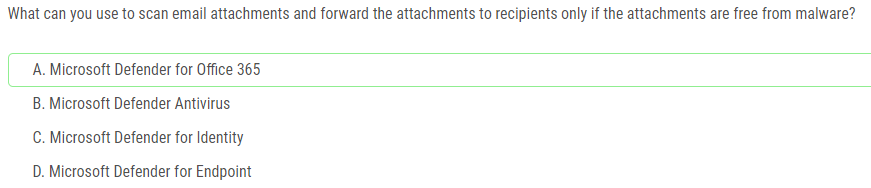 What can you use to scan email attachments and forward the attachments to recipients only if the attachments are free from malware?
A. Microsoft Defender for Office 365
B. Microsoft Defender Antivirus
C. Microsoft Defender for Identity
D. Microsoft Defender for Endpoint